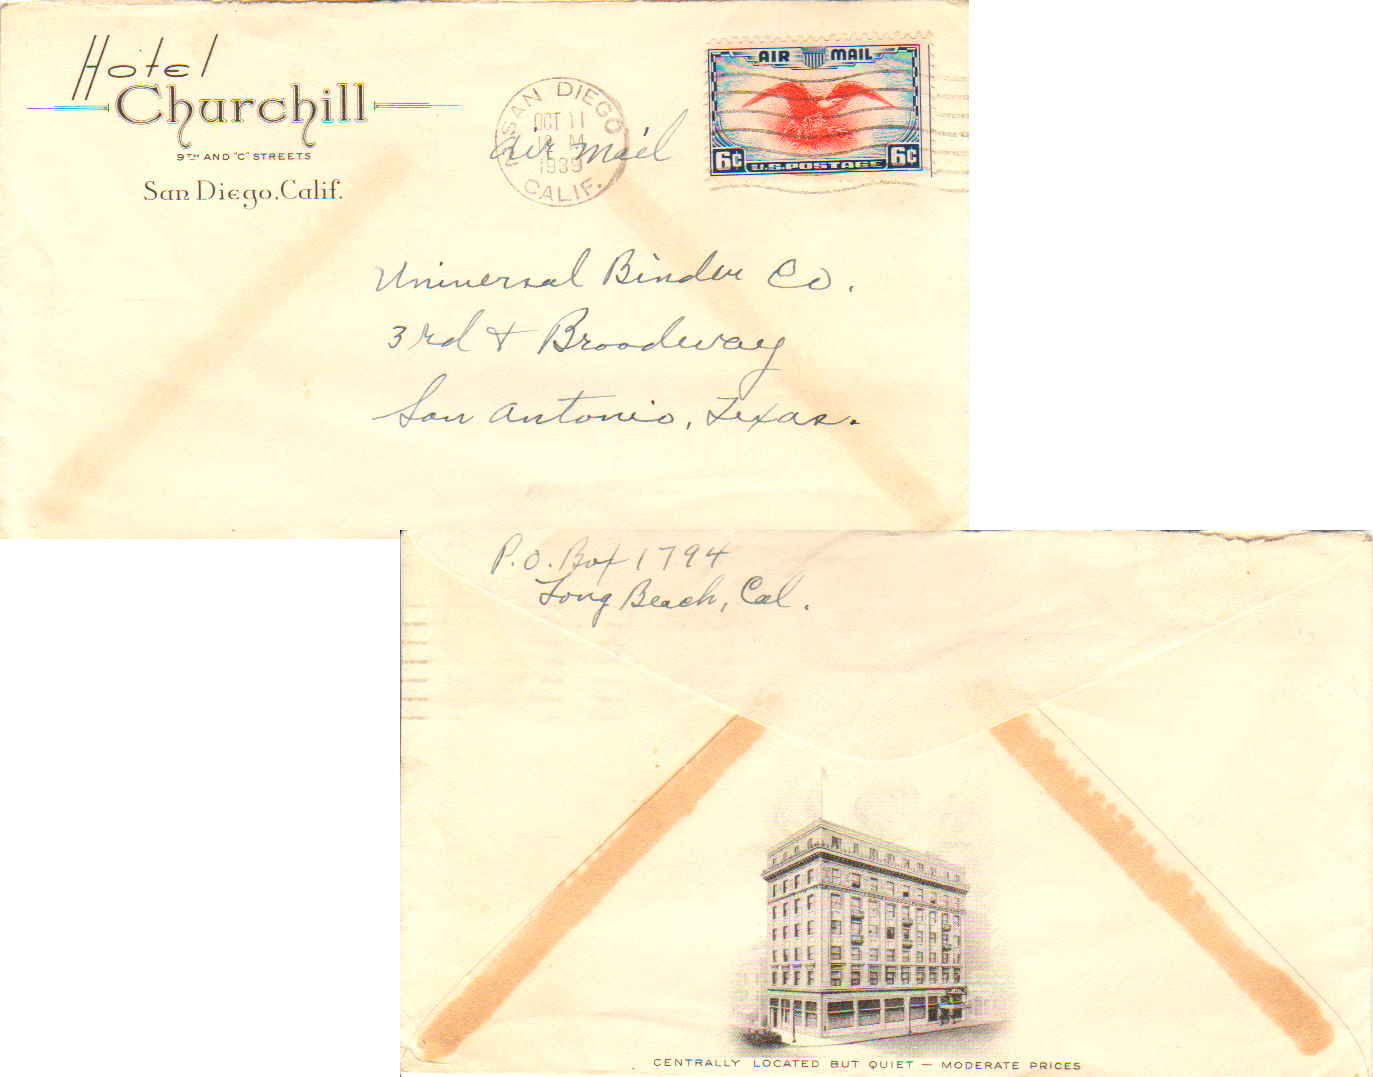 Hotel
Churchill
9TH AND "C" STREETS
San Diego, Calif.
SAN DIEGO
OCT 11
1939
CALIF.
air mail
AIR MAIL
6¢ U.S. POSTAGE 6¢
Universal Binder Co.
3rd & Broadway
San Antonio, Texas.
P.O. Box 1794
Long Beach, Cal.
CENTRALLY LOCATED BUT QUIET — MODERATE PRICES